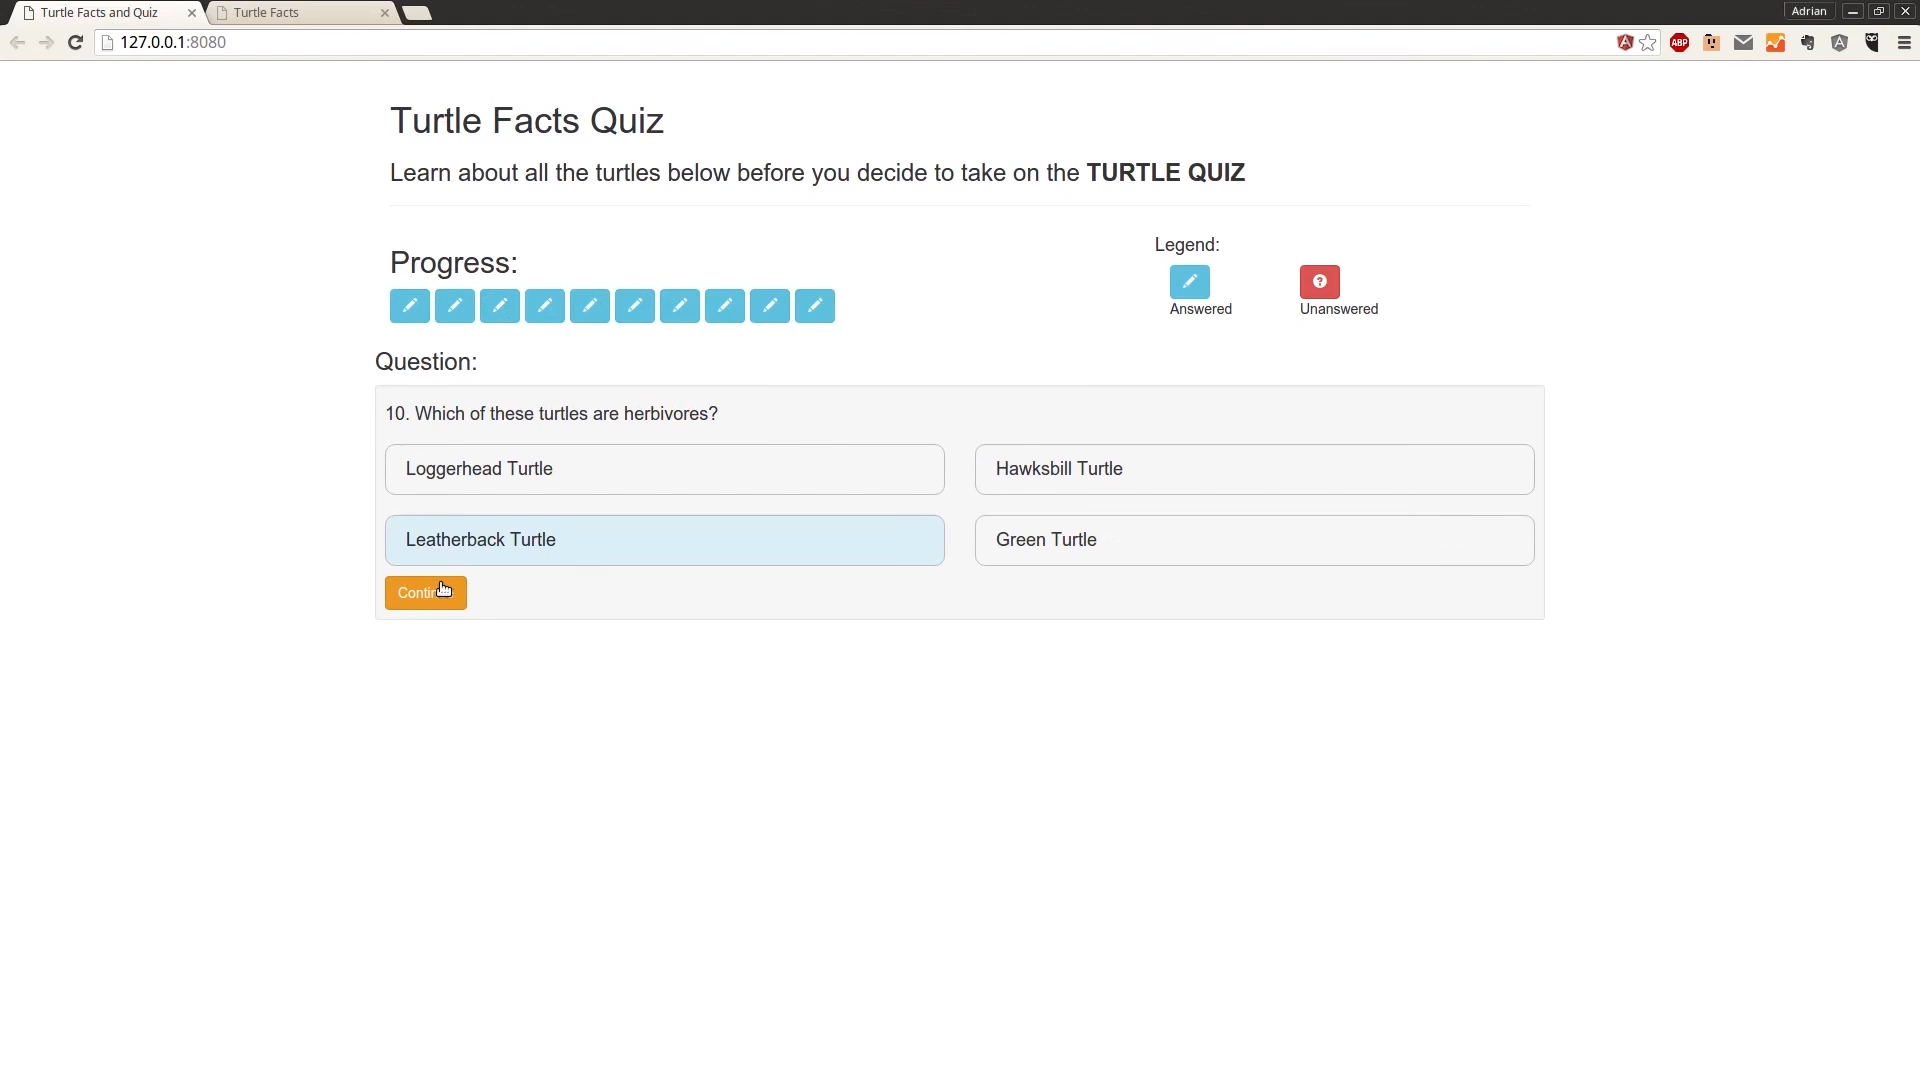 Turtle Facts and Quiz
Turtle Facts
Adrian
127.0.0.1:8080
ABP
Turtle Facts Quiz
Learn about all the turtles below before you decide to take on the TURTLE QUIZ
Progress:
Legend:
Answered
Unanswered
Question:
10. Which of these turtles are herbivores?
Loggerhead Turtle
Hawksbill Turtle
Leatherback Turtle
Green Turtle